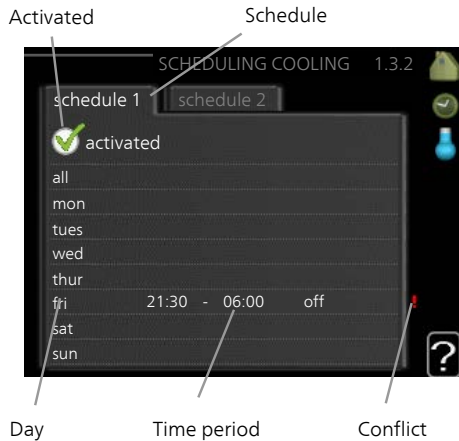 Activated Schedule
SCHEDULING COOLING 1.3.2
schedule 1 schedule 2
activated
all
mon
tues
wed
thur
fri 21:30 - 06:00 off !
sat
sun
?
Day Time period Conflict